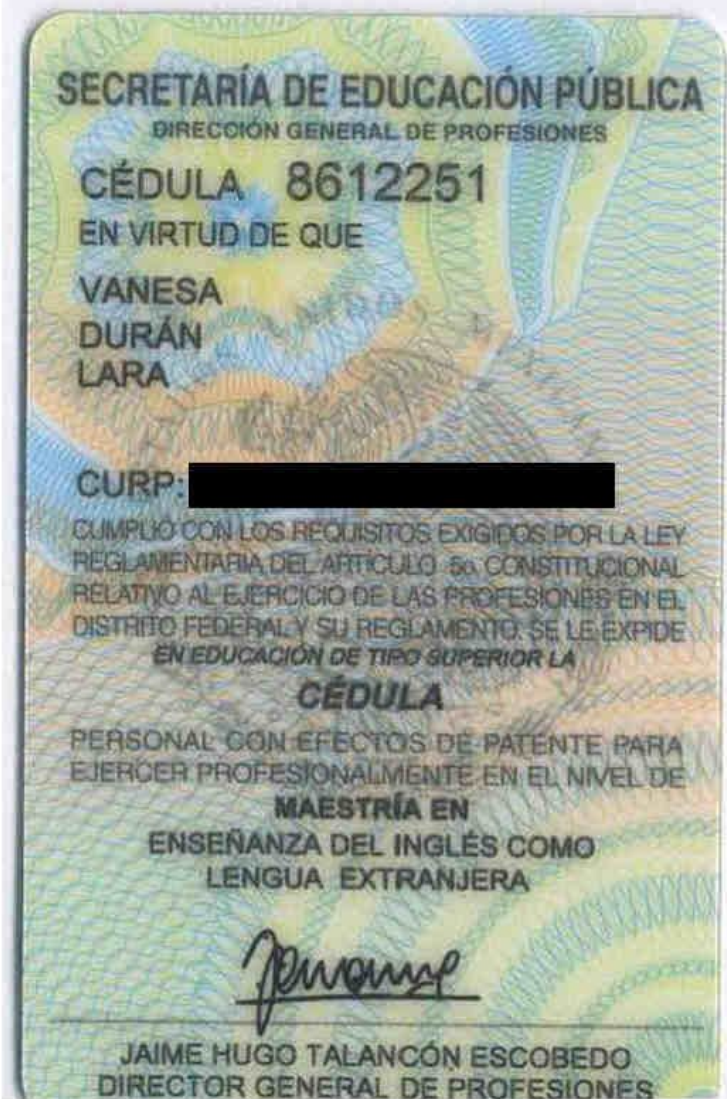 SECRETARÍA DE EDUCACIÓN PÚBLICA
DIRECCIÓN GENERAL DE PROFESIONES
CÉDULA 8612251
EN VIRTUD DE QUE
VANESA
DURÁN
LARA
CURP:
CUMPLIO CON LOS REQUISITOS EXIGIDOS POR LA LEY
REGLAMENTARIA DEL ARTÍCULO 5o. CONSTITUCIONAL
RELATIVO AL EJERCICIO DE LAS PROFESIONES EN EL
DISTRITO FEDERAL Y SU REGLAMENTO. SE LE EXPIDE
EN EDUCACIÓN DE TIPO SUPERIOR LA
CÉDULA
PERSONAL CON EFECTOS DE PATENTE PARA
EJERCER PROFESIONALMENTE EN EL NIVEL DE
MAESTRÍA EN
ENSEÑANZA DEL INGLÉS COMO
LENGUA EXTRANJERA
JAIME HUGO TALANCÓN ESCOBEDO
DIRECTOR GENERAL DE PROFESIONES